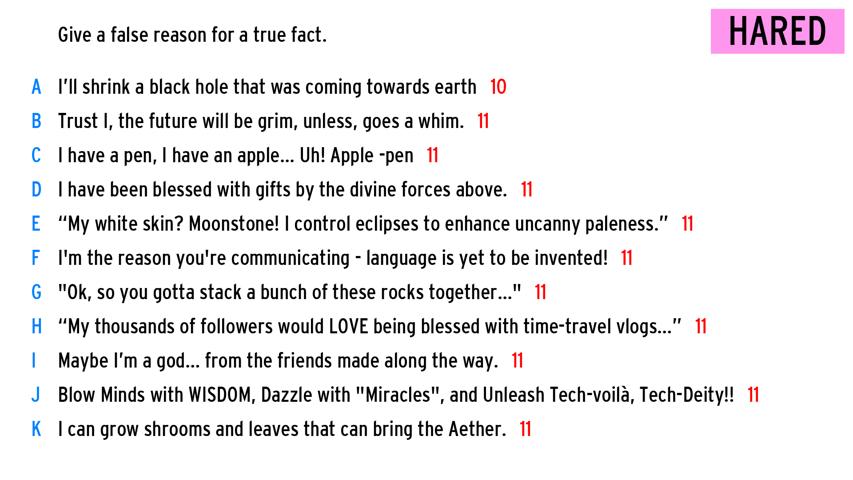 Give a false reason for a true fact.
HARED
A I'll shrink a black hole that was coming towards earth 10
B Trust I, the future will be grim, unless, goes a whim. 11
C I have a pen, I have an apple... Uh! Apple -pen 11
D I have been blessed with gifts by the divine forces above. 11
E “My white skin? Moonstone! I control eclipses to enhance uncanny paleness.” 11
F I'm the reason you're communicating - language is yet to be invented! 11
G "Ok, so you gotta stack a bunch of these rocks together..." 11
H “My thousands of followers would LOVE being blessed with time-travel vlogs...” 11
I Maybe I'm a god... from the friends made along the way. 11
J Blow Minds with WISDOM, Dazzle with "Miracles", and Unleash Tech-voilà, Tech-Deity!! 11
K I can grow shrooms and leaves that can bring the Aether. 11